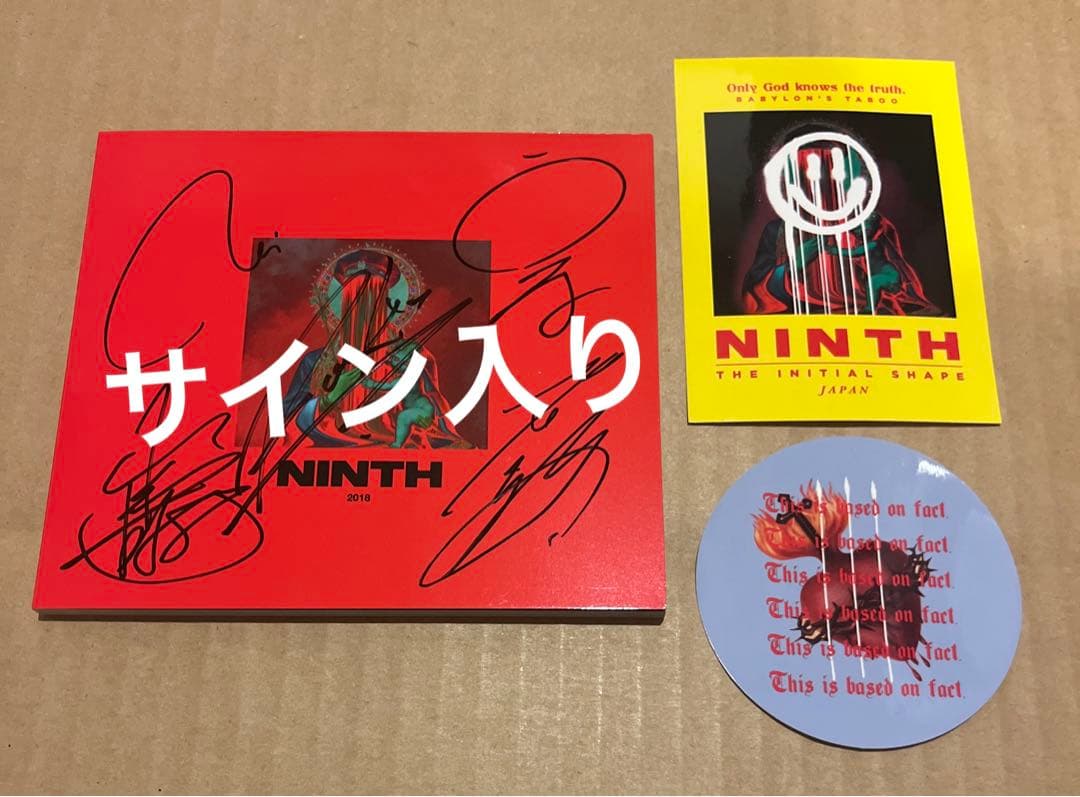 サイン入り
NINTH
2018
Only God knows the truth.
BABYLON'S TABOO
NINTH
THE INITIAL SHAPE
JAPAN
This is based on fact.
This is based on fact.
This is based on fact.
This is based on fact.
This is based on fact.
This is based on fact.